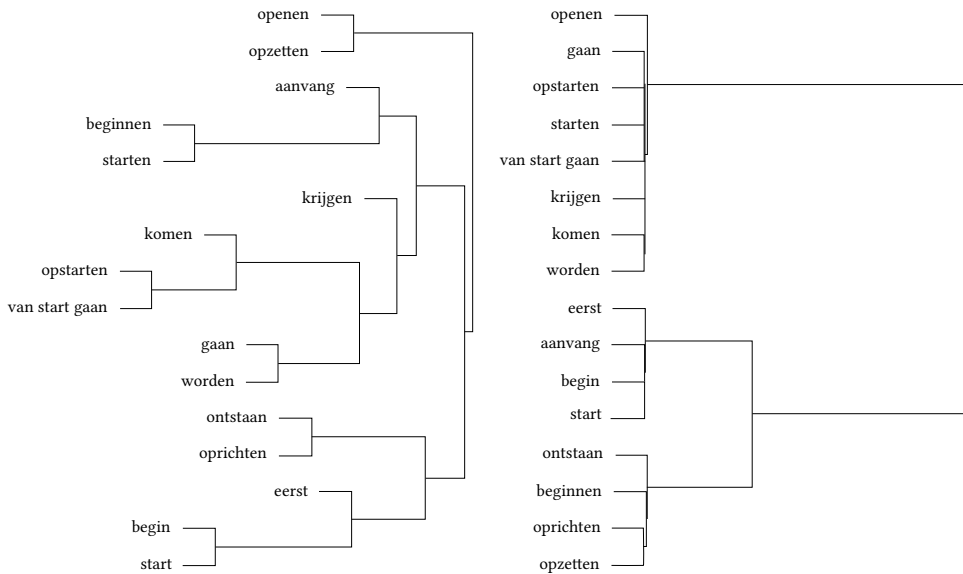 openen
opzetten
aanvang
beginnen
starten
krijgen
komen
opstarten
van start gaan
gaan
worden
ontstaan
oprichten
eerst
begin
start
openen
gaan
opstarten
starten
van start gaan
krijgen
komen
worden
eerst
aanvang
begin
start
ontstaan
beginnen
oprichten
opzetten